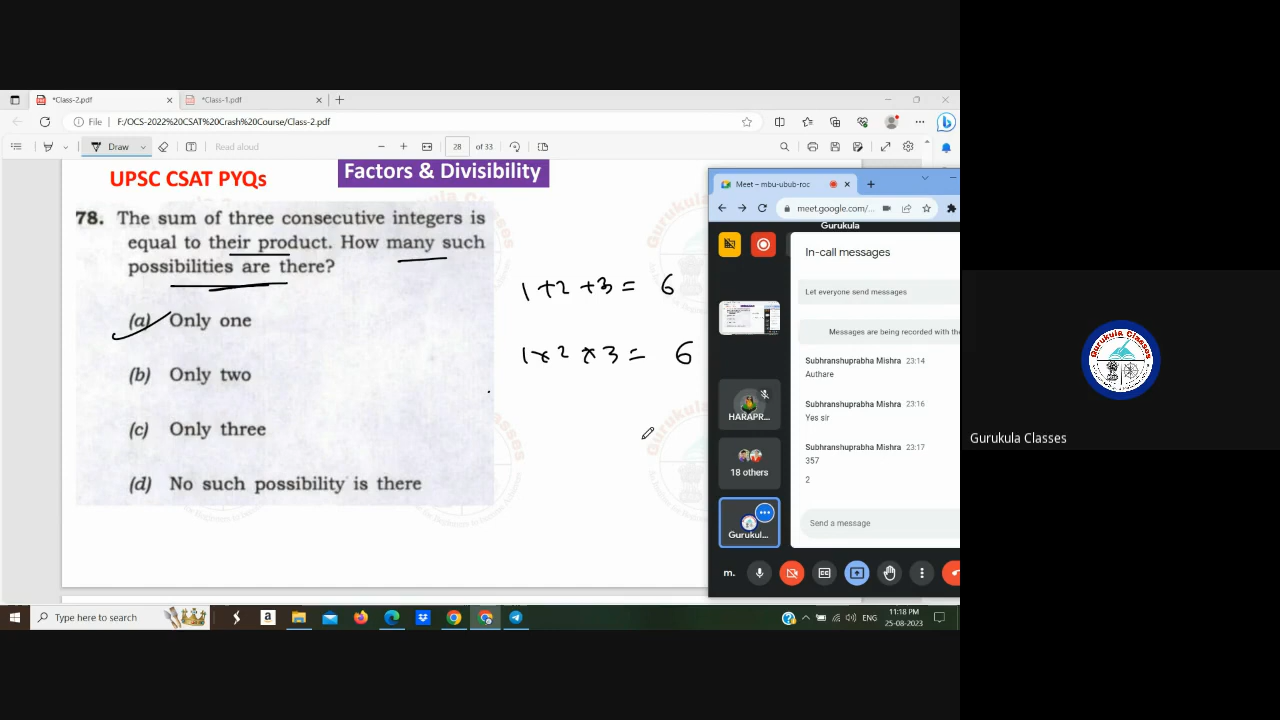 *Class-2.pdf
*Class-1.pdf
File
F:/OCS-2022%20CSAT%20Crash%20Course/Class-2.pdf
Draw
Read aloud
28
of 33
UPSC CSAT PYQs
Factors & Divisibility
78. The sum of three consecutive integers is
equal to their product. How many such
possibilities are there?
(a) Only one
(b) Only two
(c) Only three
(d) No such possibility is there
1 + 2 + 3 = 6
1 × 2 × 3 = 6
Meet – mbu-ubub-roc
meet.google.com/...
Gurukula
In-call messages
Let everyone send messages
Messages are being recorded with the
Subhranshuprabha Mishra 23:14
Authare
Subhranshuprabha Mishra 23:16
Yes sir
Subhranshuprabha Mishra 23:17
357
2
Send a message
HARAPR...
18 others
Gurukul...
m.
Gurukula Classes
Gurukula Classes
Type here to search
ENG
11:18 PM
25-08-2023